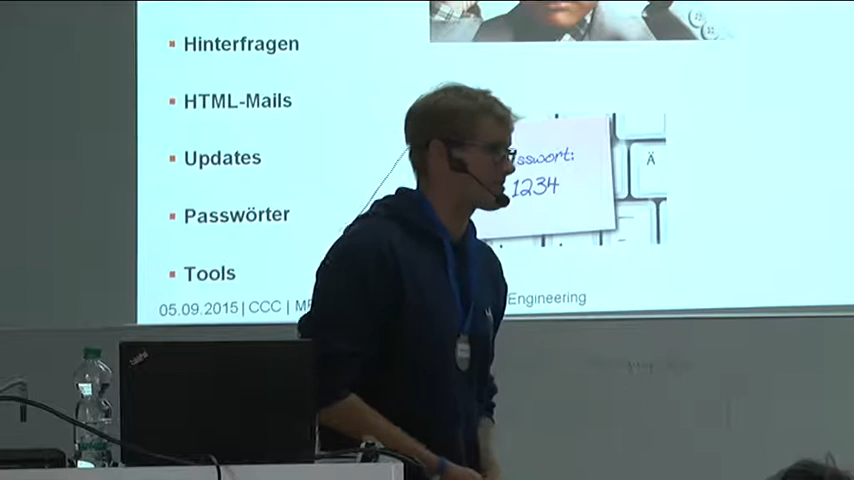 Hinterfragen
HTML-Mails
Updates
Passwörter
Tools
sswort:
1234
Ä
05.09.2015|CCC|
Engineering